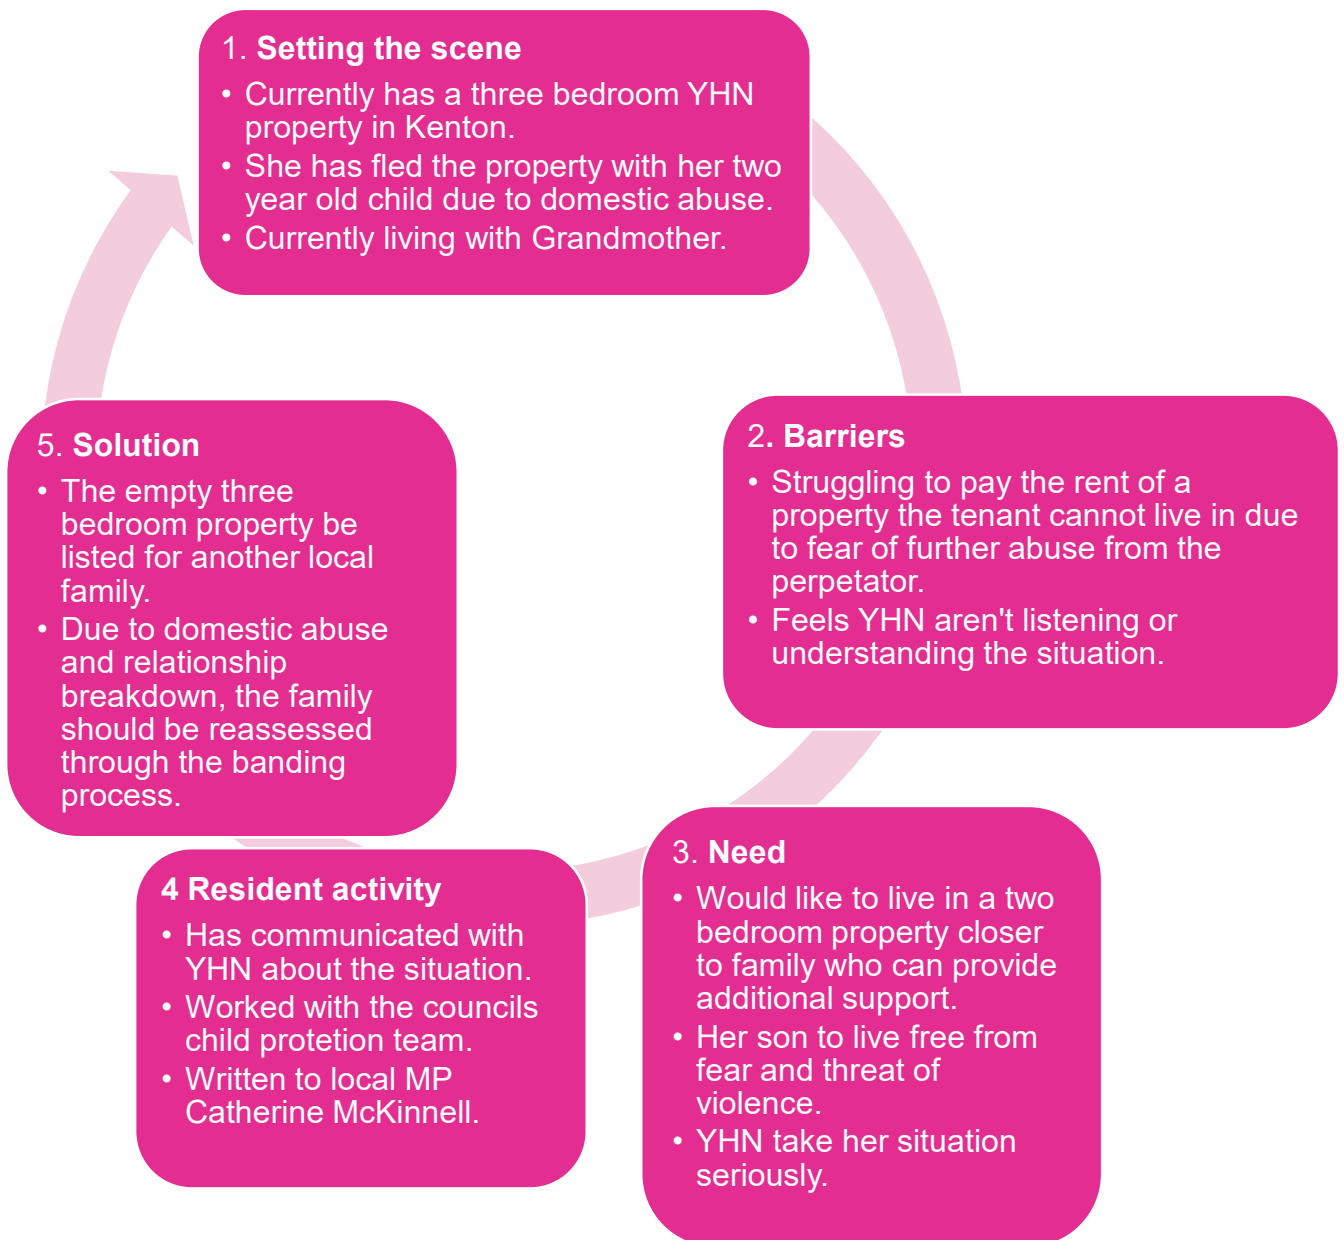 1. Setting the scene
• Currently has a three bedroom YHN
property in Kenton.
• She has fled the property with her two
year old child due to domestic abuse.
• Currently living with Grandmother.
2. Barriers
• Struggling to pay the rent of a
property the tenant cannot live in due
to fear of further abuse from the
perpetator.
• Feels YHN aren't listening or
understanding the situation.
3. Need
• Would like to live in a two
bedroom property closer
to family who can provide
additional support.
• Her son to live free from
fear and threat of
violence.
• YHN take her situation
seriously.
4 Resident activity
• Has communicated with
YHN about the situation.
• Worked with the councils
child protetion team.
• Written to local MP
Catherine McKinnell.
5. Solution
• The empty three
bedroom property be
listed for another local
family.
• Due to domestic abuse
and relationship
breakdown, the family
should be reassessed
through the banding
process.